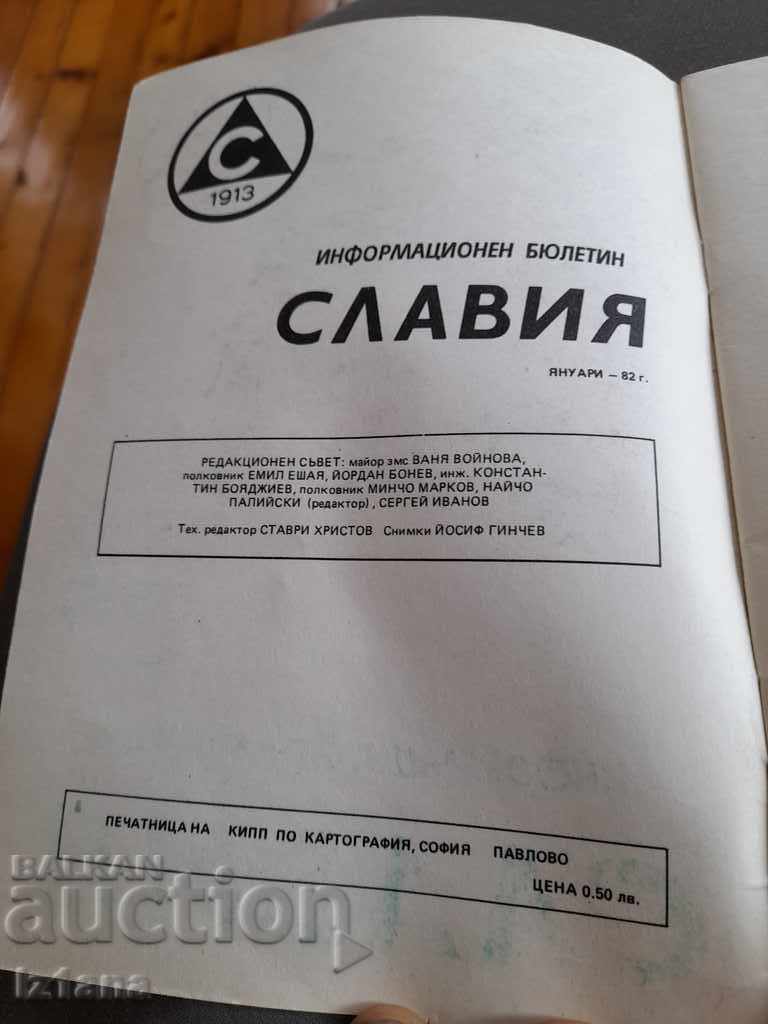 С
1913
ИНФОРМАЦИОНЕН БЮЛЕТИН
СЛАВИЯ
ЯНУАРИ – 82 г.
РЕДАКЦИОНЕН СЪВЕТ: майор змс ВАНЯ ВОЙНОВА,
полковник ЕМИЛ ЕШАЯ, ЙОРДАН БОНЕВ, инж. КОНСТАН-
ТИН БОЯДЖИЕВ, полковник МИНЧО МАРКОВ, НАЙЧО
ПАЛИЙСКИ (редактор), СЕРГЕЙ ИВАНОВ
Тех. редактор СТАВРИ ХРИСТОВ Снимки ЙОСИФ ГИНЧЕВ
ПЕЧАТНИЦА НА КИПП ПО КАРТОГРАФИЯ, СОФИЯ ПАВЛОВО
ЦЕНА 0.50 лв.
BALKAN
auction
iz1ana